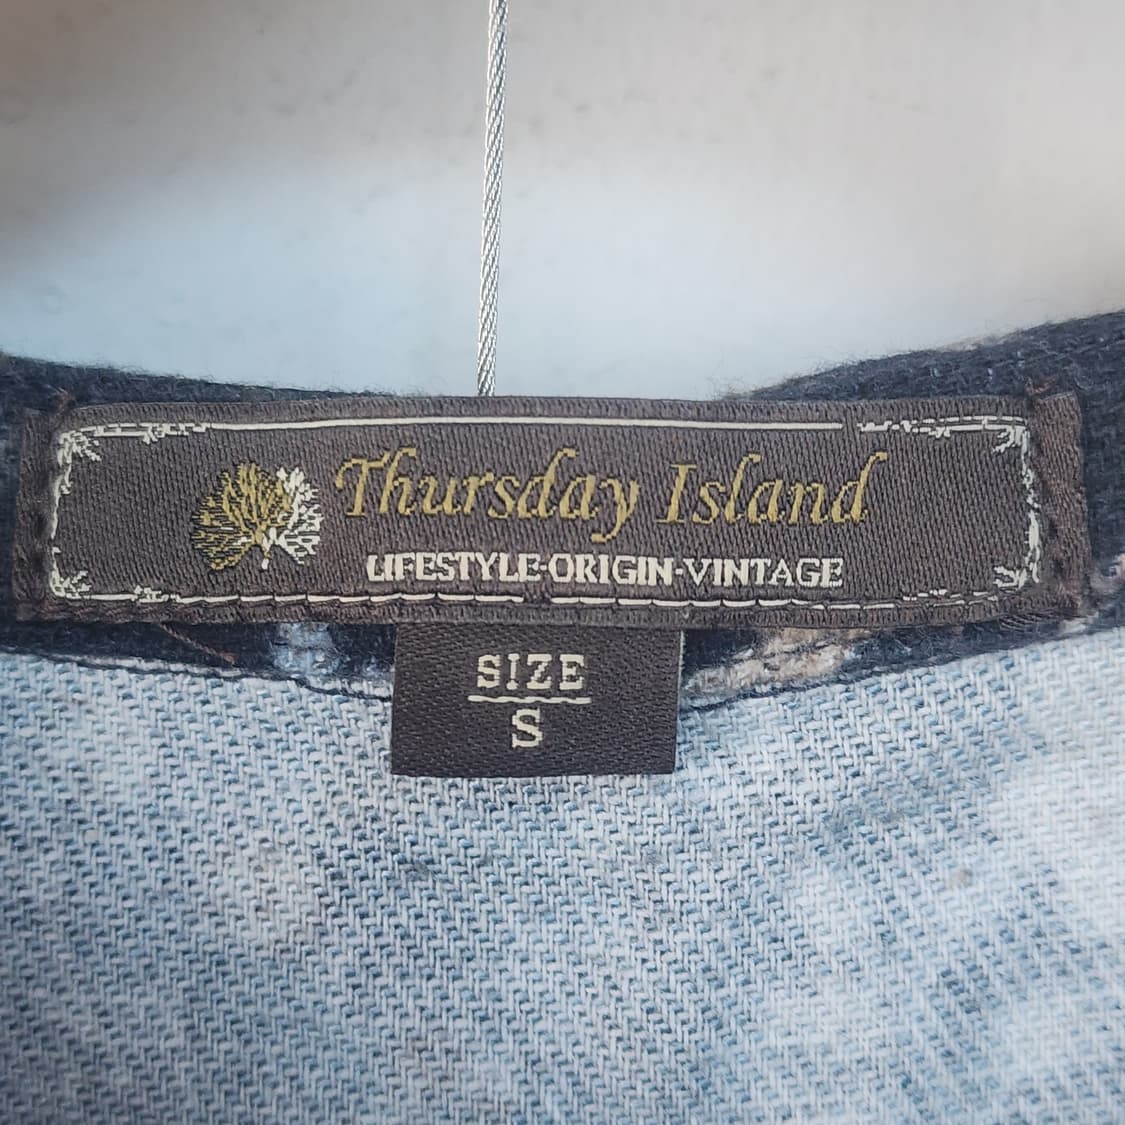 Thursday Island
LIFESTYLE-ORIGIN-VINTAGE
SIZE
S